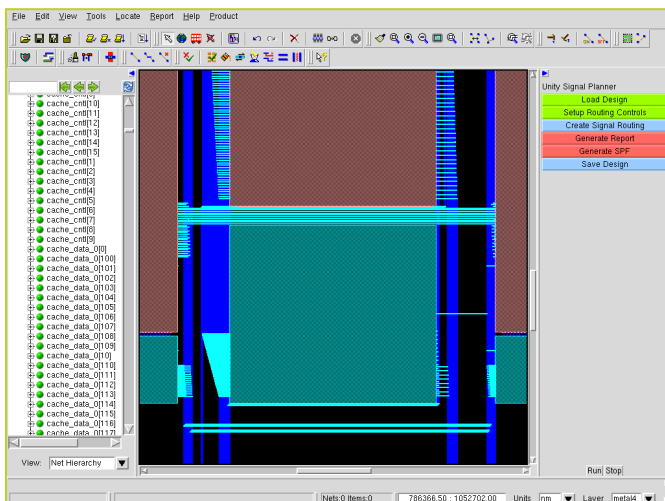 File Edit View Tools Locate Report Help Product
cache_cntl[10]
cache_cntl[11]
cache_cntl[12]
cache_cntl[13]
cache_cntl[14]
cache_cntl[15]
cache_cntl[1]
cache_cntl[2]
cache_cntl[3]
cache_cntl[4]
cache_cntl[5]
cache_cntl[6]
cache_cntl[7]
cache_cntl[8]
cache_cntl[9]
cache_data_0[0]
cache_data_0[100]
cache_data_0[101]
cache_data_0[102]
cache_data_0[103]
cache_data_0[104]
cache_data_0[105]
cache_data_0[106]
cache_data_0[107]
cache_data_0[108]
cache_data_0[109]
cache_data_0[10]
cache_data_0[110]
cache_data_0[111]
cache_data_0[112]
cache_data_0[113]
cache_data_0[114]
cache_data_0[115]
cache_data_0[116]
cache_data_0[117]
View: Net Hierarchy
Unity Signal Planner
Load Design
Setup Routing Controls
Create Signal Routing
Generate Report
Generate SPF
Save Design
Run Stop
Nets:0 Items:0 786366.50 : 1052702.00 Units nm Layer metal4